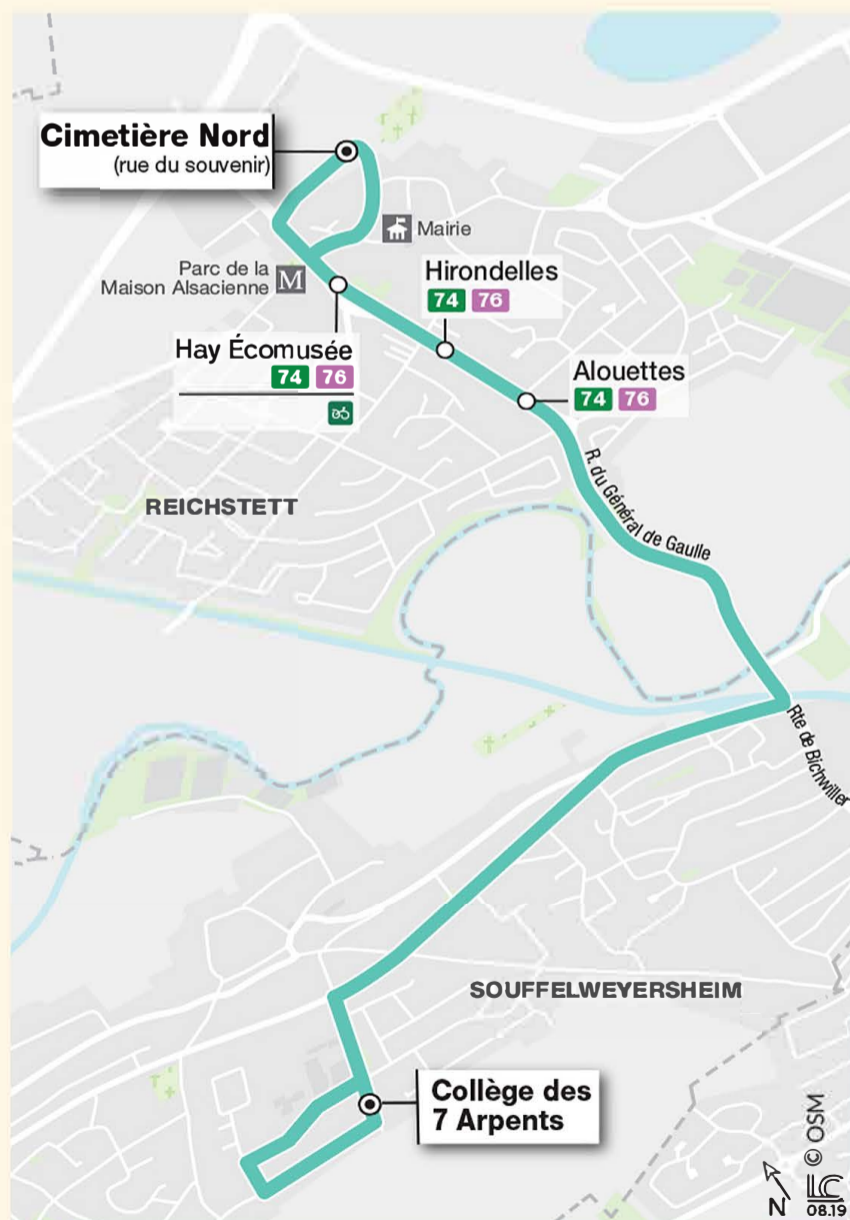 Cimetière Nord
(rue du souvenir)
Mairie
Parc de la
Maison Alsacienne
M
Hirondelles
74 76
Hay Écomusée
74 76
Alouettes
74 76
R. du Général de Gaulle
REICHSTETT
Rte de Bichwiller
SOUFFELWEYERSHEIM
Collège des
7 Arpents
N
© OSM
LC
08.19